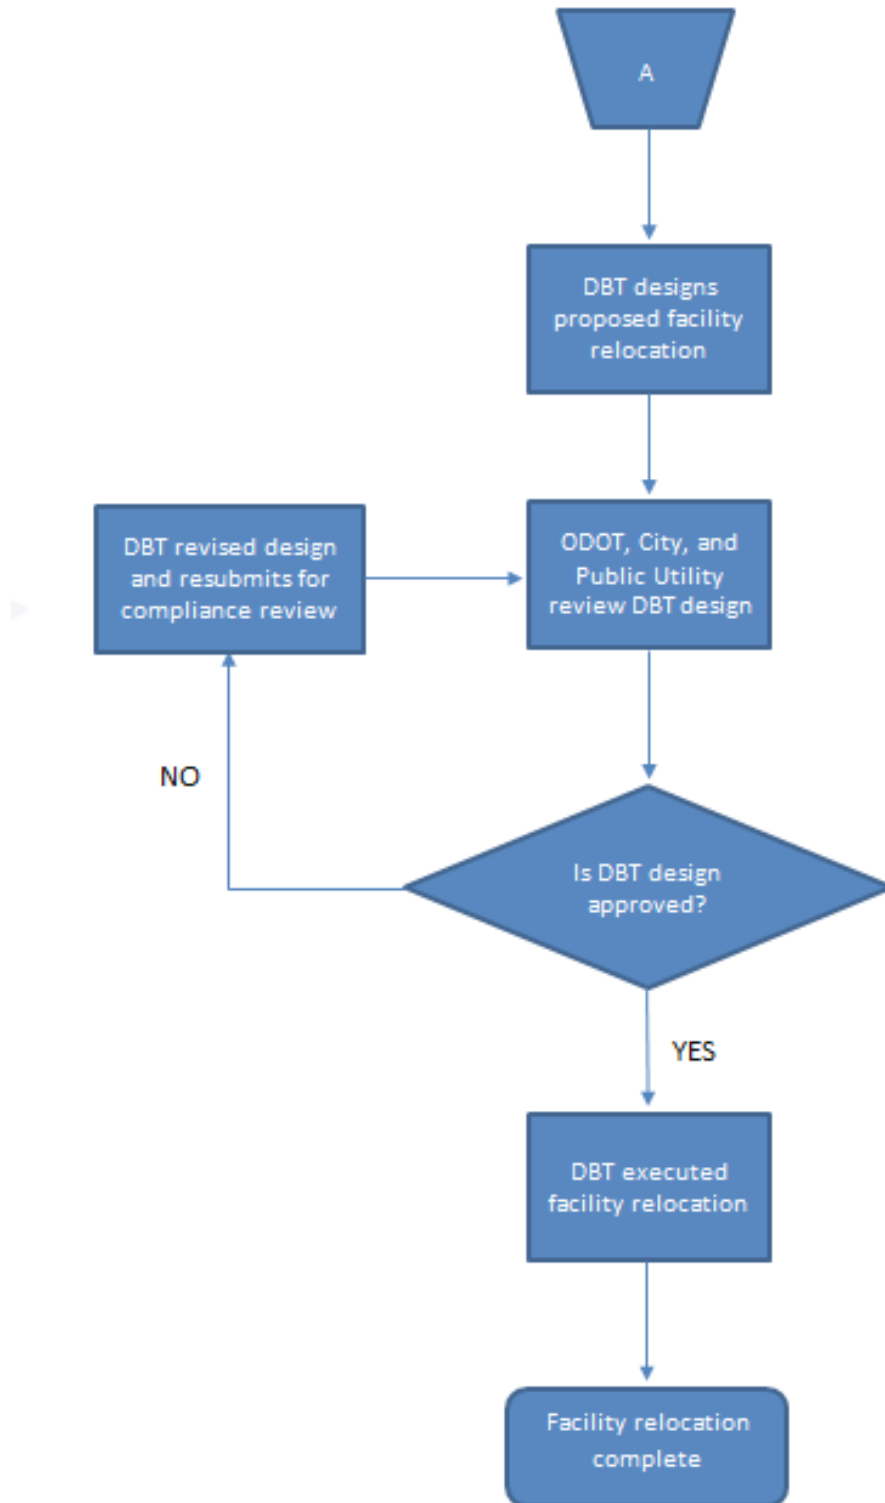 A
DBT designs
proposed facility
relocation
DBT revised design
and resubmits for
compliance review
ODOT, City, and
Public Utility
review DBT design
NO
Is DBT design
approved?
YES
DBT executed
facility relocation
Facility relocation
complete